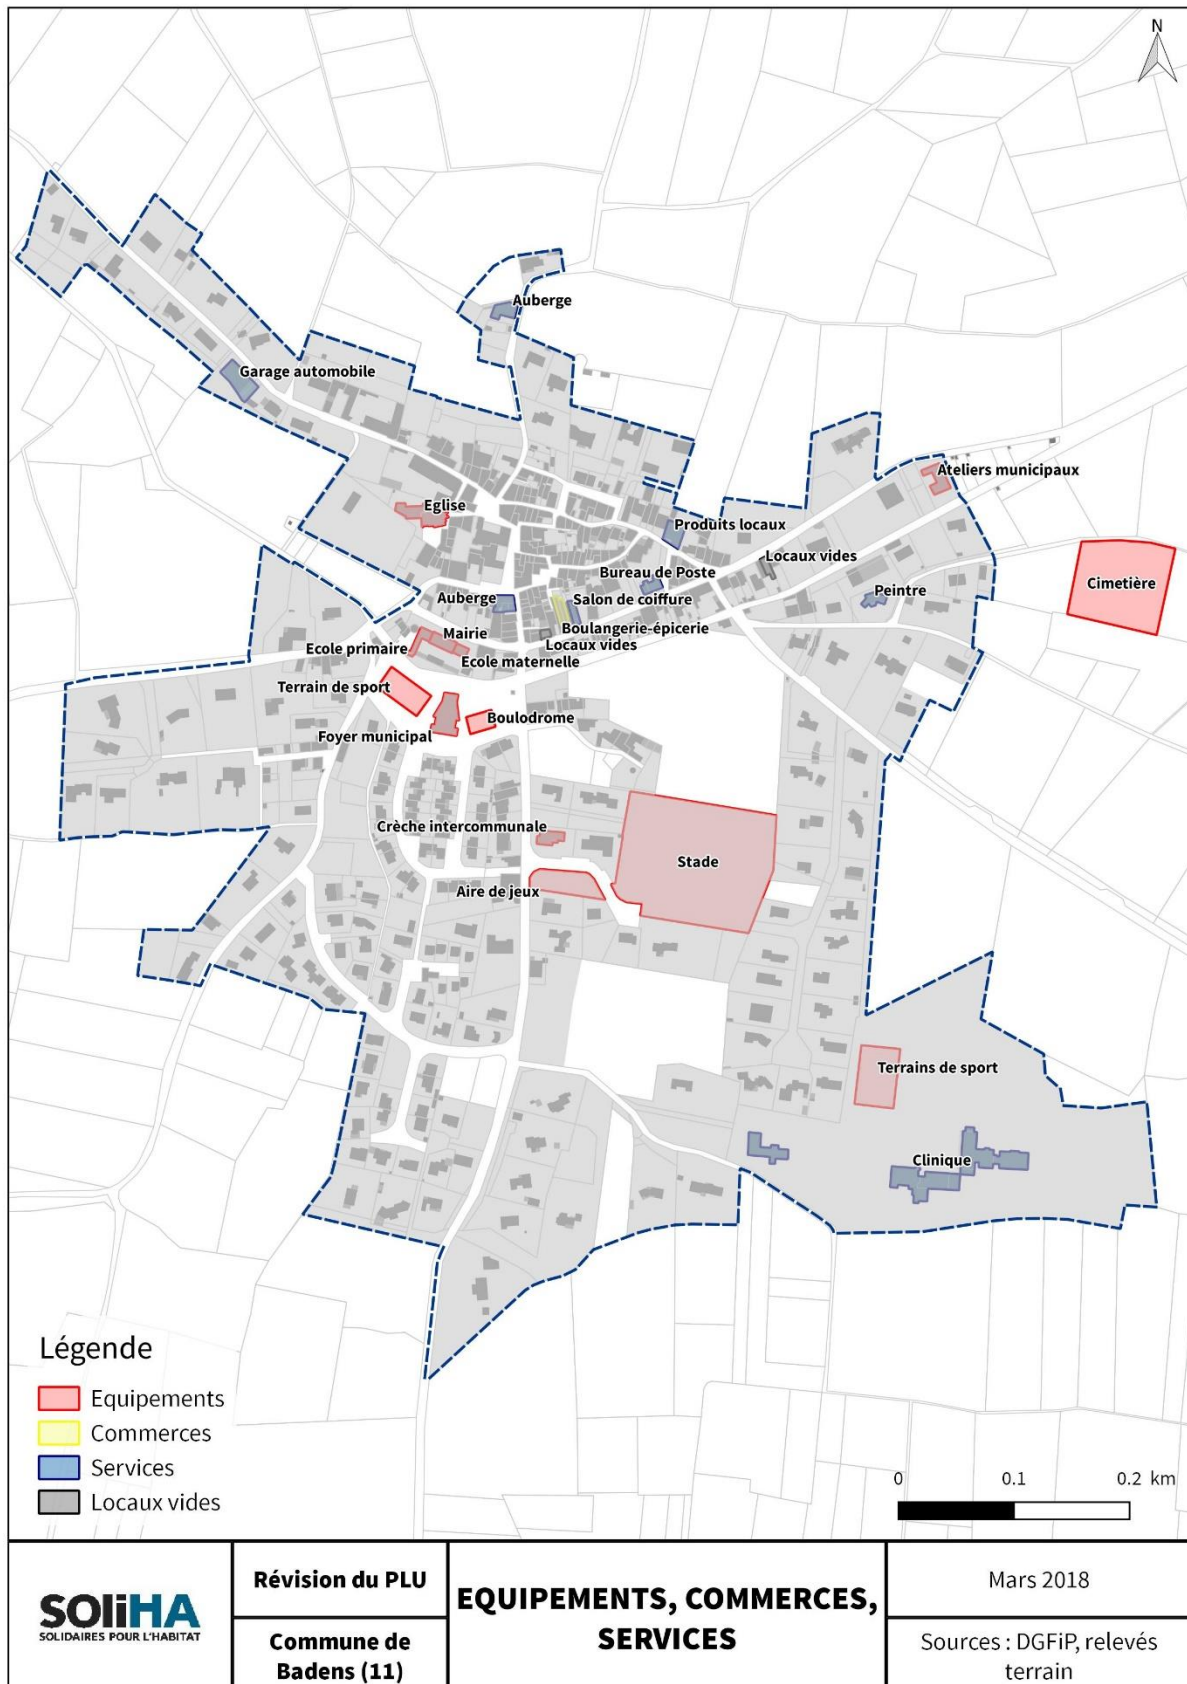 N
Auberge
Garage automobile
Ateliers municipaux
Eglise
Produits locaux
Locaux vides
Bureau de Poste
Cimetière
Peintre
Auberge
Salon de coiffure
Boulangerie-épicerie
Mairie
Locaux vides
Ecole primaire
Ecole maternelle
Terrain de sport
Boulodrome
Foyer municipal
Crèche intercommunale
Stade
Aire de jeux
Terrains de sport
Clinique
Légende
Equipements
Commerces
Services
Locaux vides
0 0.1 0.2 km
SOliHA
SOLIDAIRES POUR L'HABITAT
Révision du PLU
Commune de
Badens (11)
EQUIPEMENTS, COMMERCES,
SERVICES
Mars 2018
Sources : DGFiP, relevés
terrain